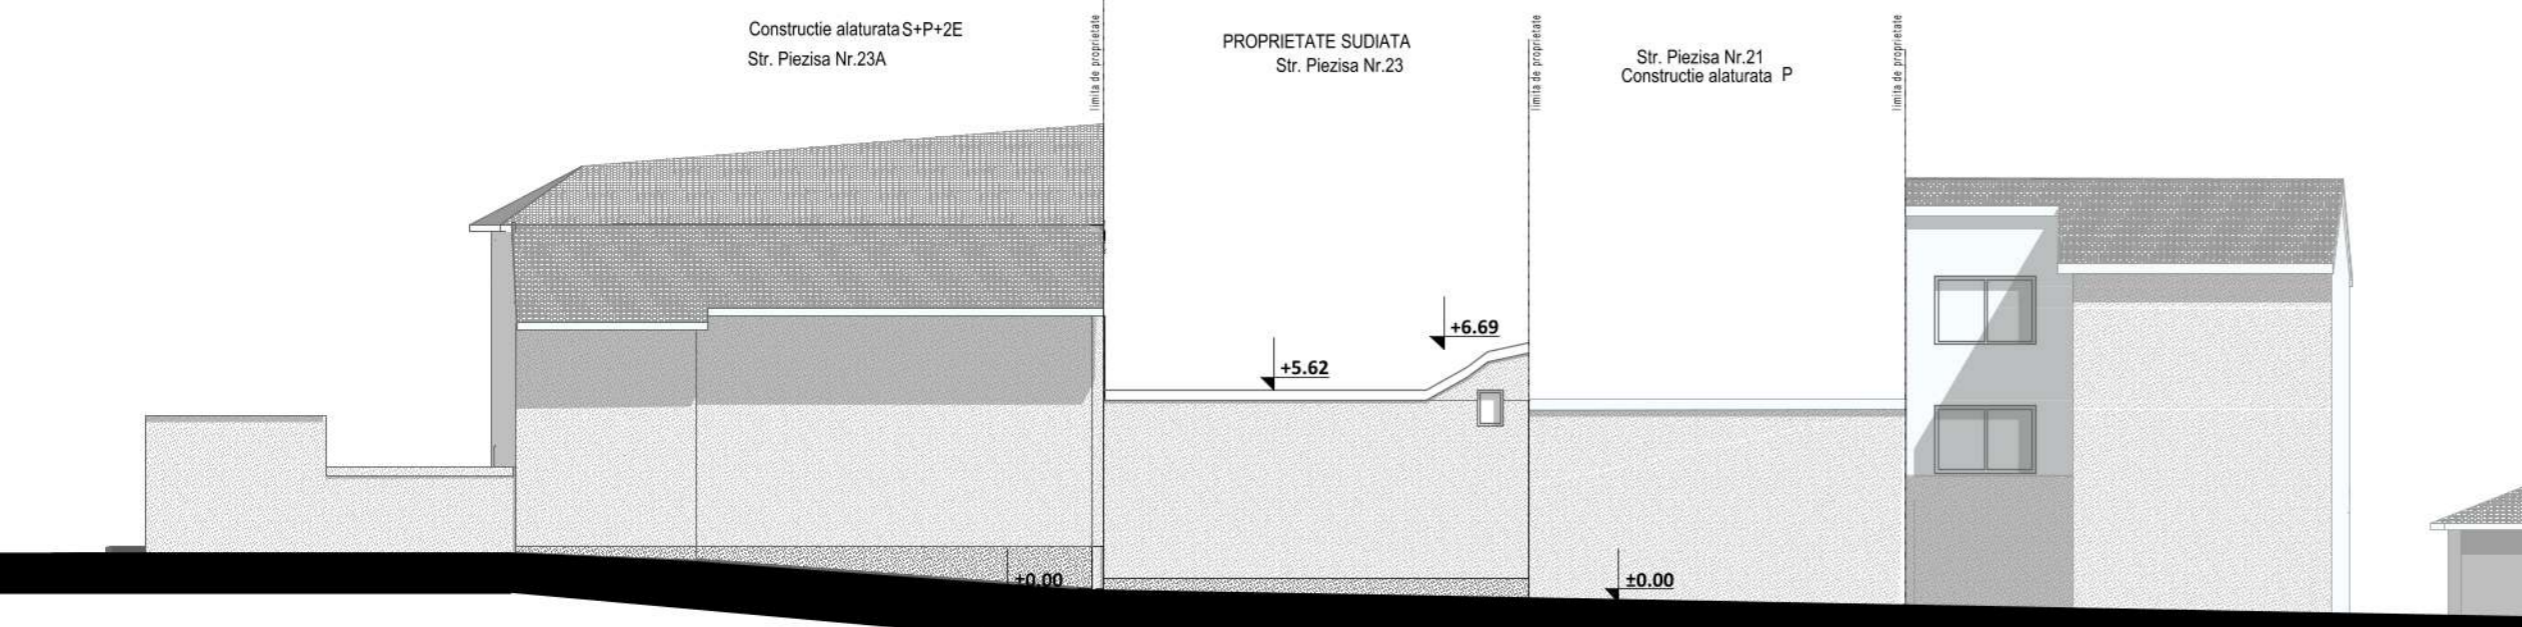 Constructie alaturata S+P+2E
Str. Piezisa Nr.23A
limita de proprietate
PROPRIETATE SUDIATA
Str. Piezisa Nr.23
limita de proprietate
Str. Piezisa Nr.21
Constructie alaturata P
limita de proprietate
+6.69
+5.62
±0.00
±0.00